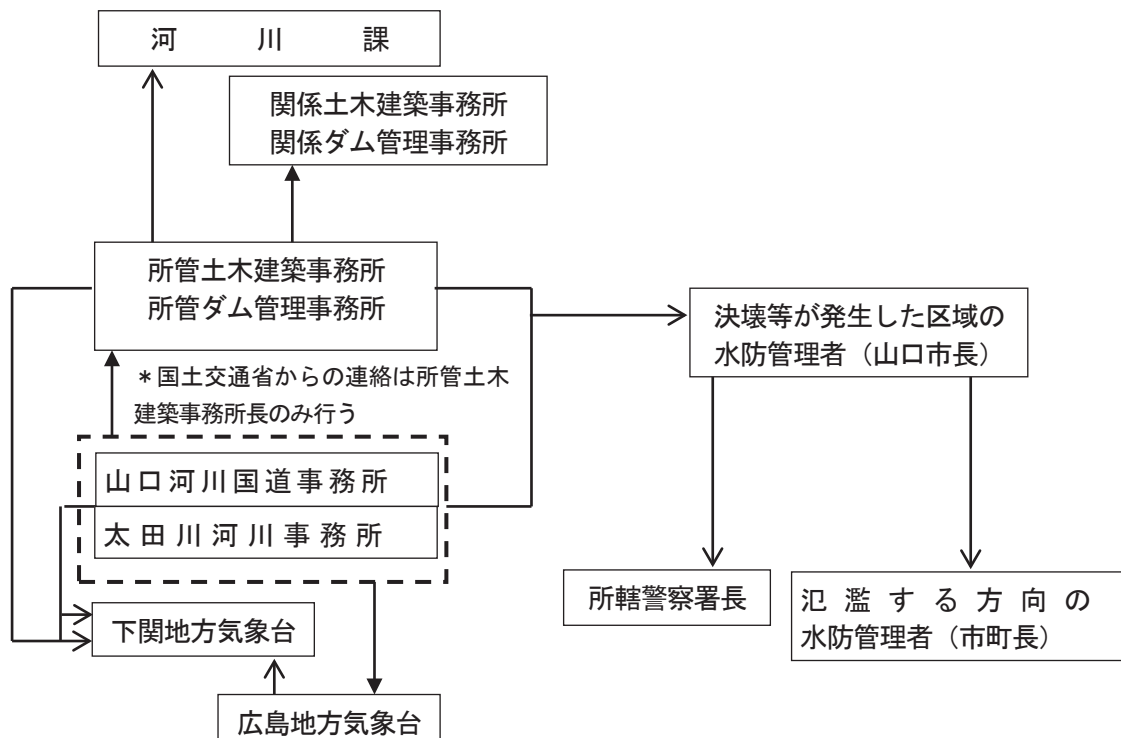 河川課
関係土木建築事務所
関係ダム管理事務所
所管土木建築事務所
所管ダム管理事務所
決壊等が発生した区域の
水防管理者（山口市長）
＊国土交通省からの連絡は所管土木
建築事務所長のみ行う
山口河川国道事務所
太田川河川事務所
所轄警察署長
氾濫する方向の
水防管理者（市町長）
下関地方気象台
広島地方気象台